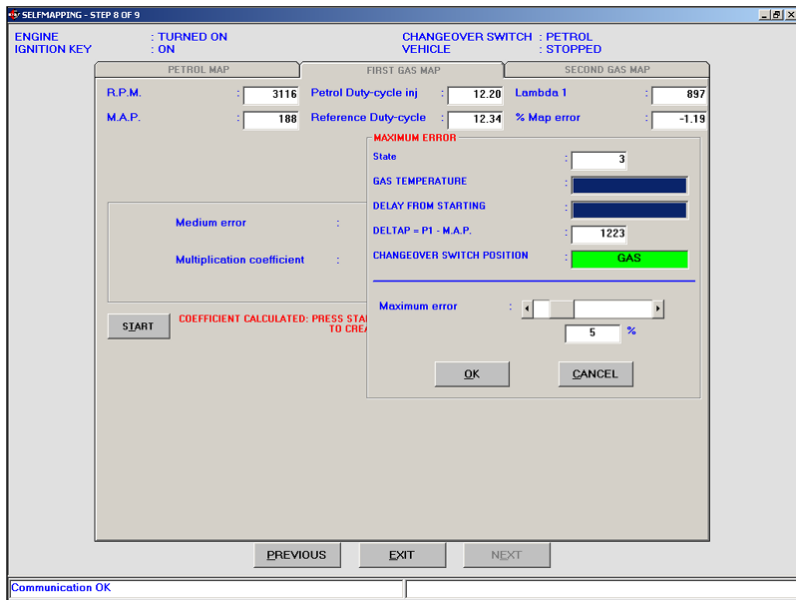 SELFMAPPING - STEP 8 OF 9
ENGINE : TURNED ON CHANGEOVER SWITCH : PETROL
IGNITION KEY : ON VEHICLE : STOPPED
PETROL MAP FIRST GAS MAP SECOND GAS MAP
R.P.M. : 3116 Petrol Duty-cycle inj : 12.20 Lambda 1 : 897
M.A.P. : 188 Reference Duty-cycle : 12.34 % Map error : -1.19
MAXIMUM ERROR
State : 3
GAS TEMPERATURE :
DELAY FROM STARTING :
DELTAP = P1 - M.A.P. : 1223
CHANGEOVER SWITCH POSITION : GAS
Medium error :
Multiplication coefficient :
Maximum error :
5 %
START COEFFICIENT CALCULATED: PRESS STA
TO CREA
OK CANCEL
PREVIOUS EXIT NEXT
Communication OK